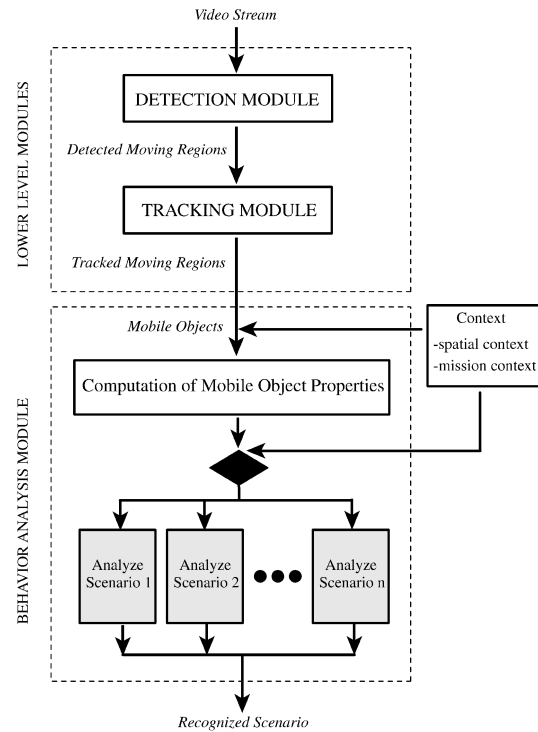 Video Stream
LOWER LEVEL MODULES
DETECTION MODULE
Detected Moving Regions
TRACKING MODULE
Tracked Moving Regions
BEHAVIOR ANALYSIS MODULE
Mobile Objects
Context
-spatial context
-mission context
Computation of Mobile Object Properties
Analyze
Scenario 1
Analyze
Scenario 2
Analyze
Scenario n
Recognized Scenario